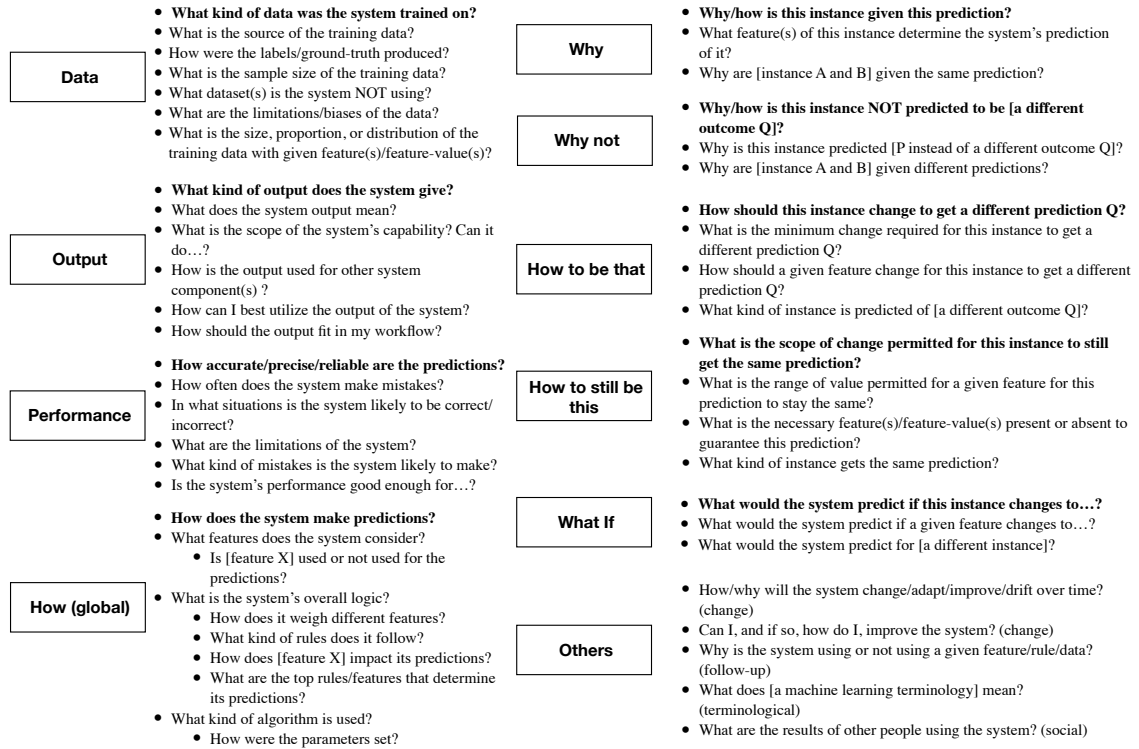 Data
• What kind of data was the system trained on?
• What is the source of the training data?
• How were the labels/ground-truth produced?
• What is the sample size of the training data?
• What dataset(s) is the system NOT using?
• What are the limitations/biases of the data?
• What is the size, proportion, or distribution of the
training data with given feature(s)/feature-value(s)?
Output
• What kind of output does the system give?
• What does the system output mean?
• What is the scope of the system's capability? Can it
do…?
• How is the output used for other system
component(s) ?
• How can I best utilize the output of the system?
• How should the output fit in my workflow?
Performance
• How accurate/precise/reliable are the predictions?
• How often does the system make mistakes?
• In what situations is the system likely to be correct/
incorrect?
• What are the limitations of the system?
• What kind of mistakes is the system likely to make?
• Is the system's performance good enough for…?
How (global)
• How does the system make predictions?
• What features does the system consider?
• Is [feature X] used or not used for the
predictions?
• What is the system's overall logic?
• How does it weigh different features?
• What kind of rules does it follow?
• How does [feature X] impact its predictions?
• What are the top rules/features that determine
its predictions?
• What kind of algorithm is used?
• How were the parameters set?
Why
• Why/how is this instance given this prediction?
• What feature(s) of this instance determine the system's prediction
of it?
• Why are [instance A and B] given the same prediction?
Why not
• Why/how is this instance NOT predicted to be [a different
outcome Q]?
• Why is this instance predicted [P instead of a different outcome Q]?
• Why are [instance A and B] given different predictions?
How to be that
• How should this instance change to get a different prediction Q?
• What is the minimum change required for this instance to get a
different prediction Q?
• How should a given feature change for this instance to get a different
prediction Q?
• What kind of instance is predicted of [a different outcome Q]?
How to still be
this
• What is the scope of change permitted for this instance to still
get the same prediction?
• What is the range of value permitted for a given feature for this
prediction to stay the same?
• What is the necessary feature(s)/feature-value(s) present or absent to
guarantee this prediction?
• What kind of instance gets the same prediction?
What If
• What would the system predict if this instance changes to…?
• What would the system predict if a given feature changes to…?
• What would the system predict for [a different instance]?
Others
• How/why will the system change/adapt/improve/drift over time?
(change)
• Can I, and if so, how do I, improve the system? (change)
• Why is the system using or not using a given feature/rule/data?
(follow-up)
• What does [a machine learning terminology] mean?
(terminological)
• What are the results of other people using the system? (social)